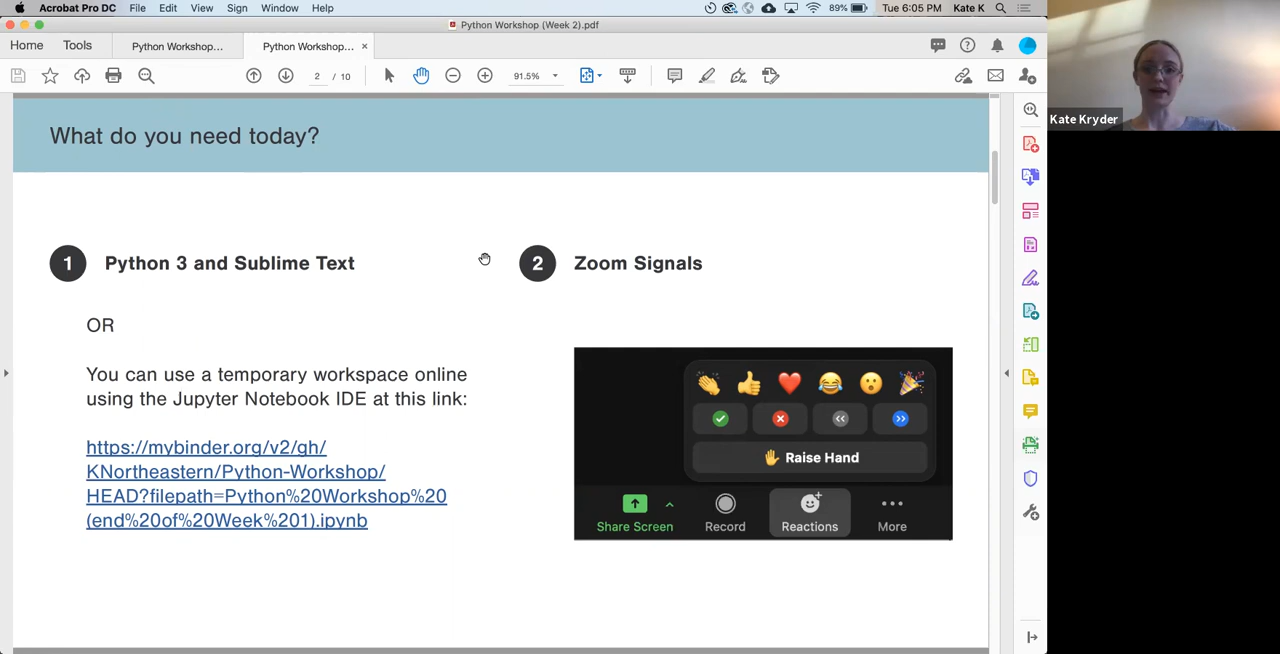 Acrobat Pro DC File Edit View Sign Window Help 89% Tue 6:05 PM Kate K
Python Workshop (Week 2).pdf
Home Tools Python Workshop... Python Workshop... ×
2 / 10 91.5%
What do you need today?
1 Python 3 and Sublime Text
OR
You can use a temporary workspace online
using the Jupyter Notebook IDE at this link:
https://mybinder.org/v2/gh/
KNortheastern/Python-Workshop/
HEAD?filepath=Python%20Workshop%20
(end%20of%20Week%201).ipynb
2 Zoom Signals
Raise Hand
Share Screen Record Reactions More
Kate Kryder